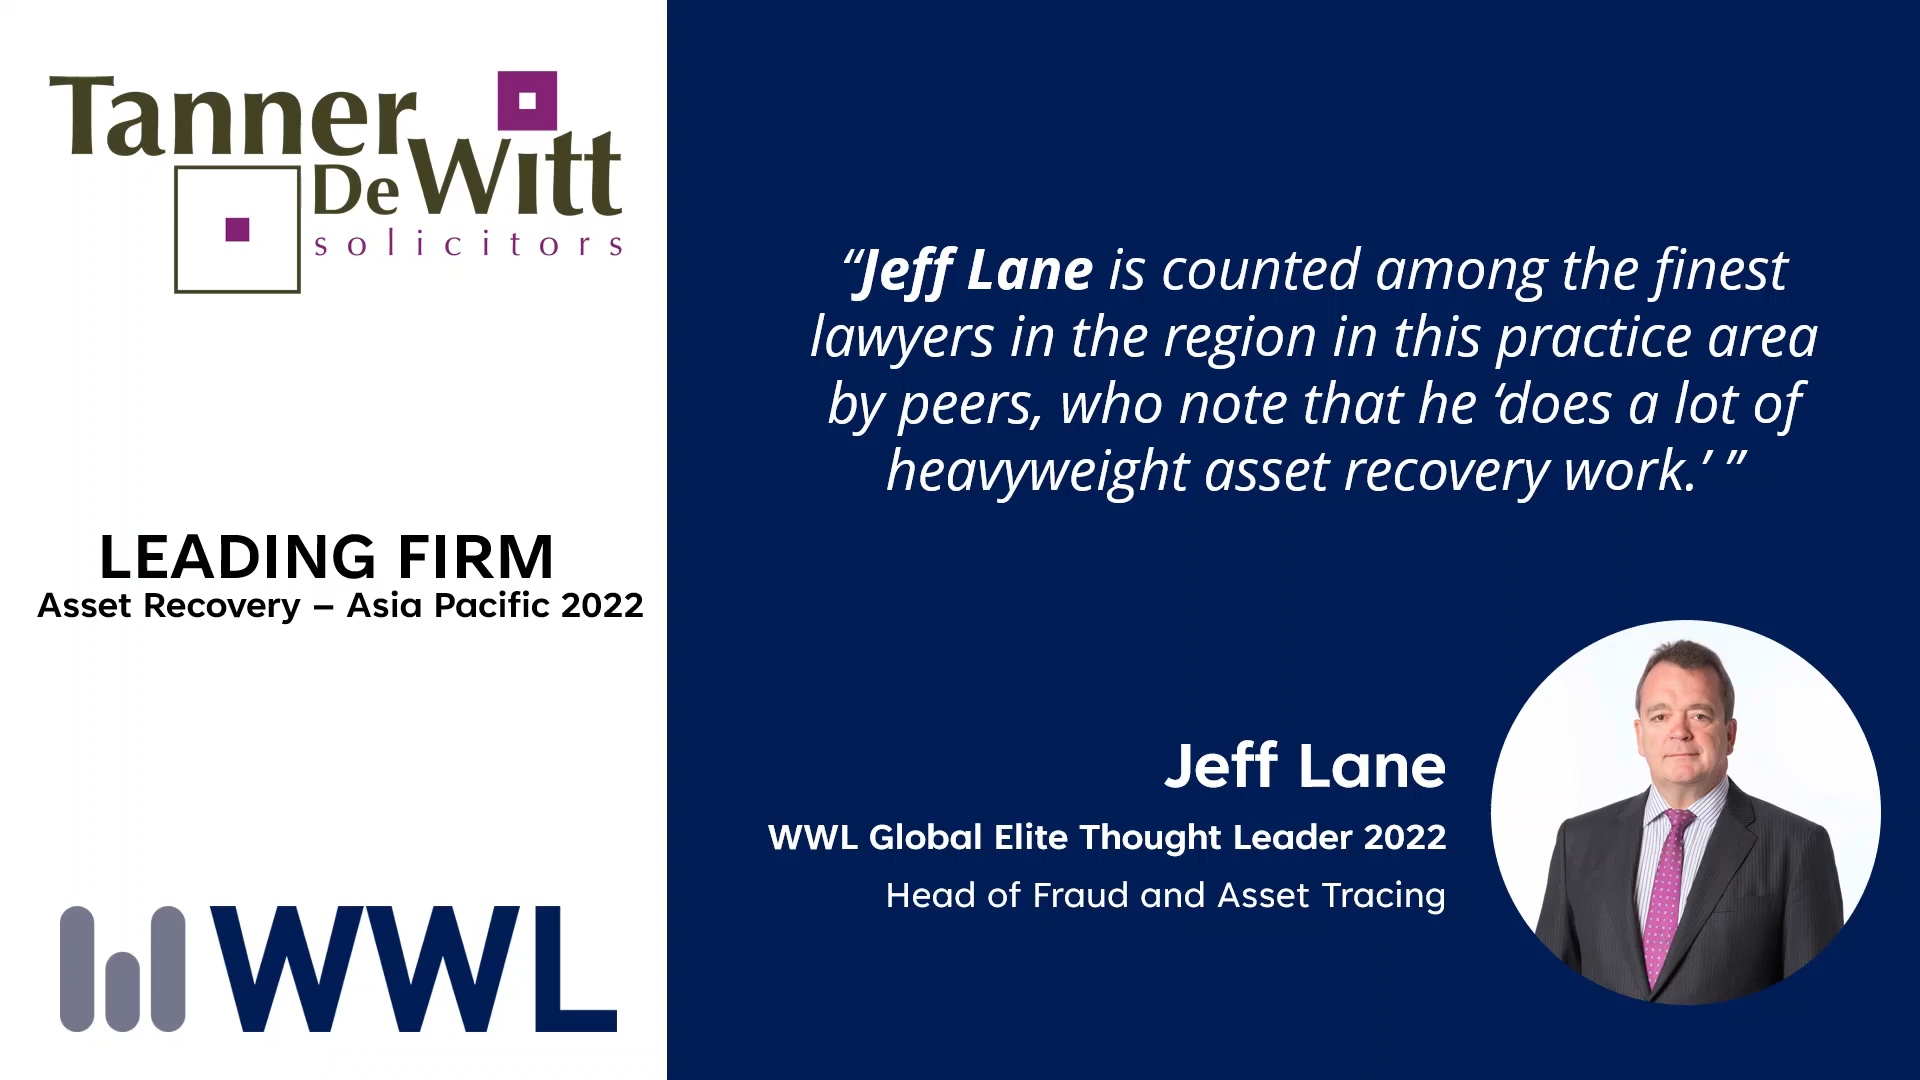 Tanner
De Witt
solicitors
LEADING FIRM
Asset Recovery – Asia Pacific 2022
WWL
“Jeff Lane is counted among the finest
lawyers in the region in this practice area
by peers, who note that he ‘does a lot of
heavyweight asset recovery work.’ ”
Jeff Lane
WWL Global Elite Thought Leader 2022
Head of Fraud and Asset Tracing